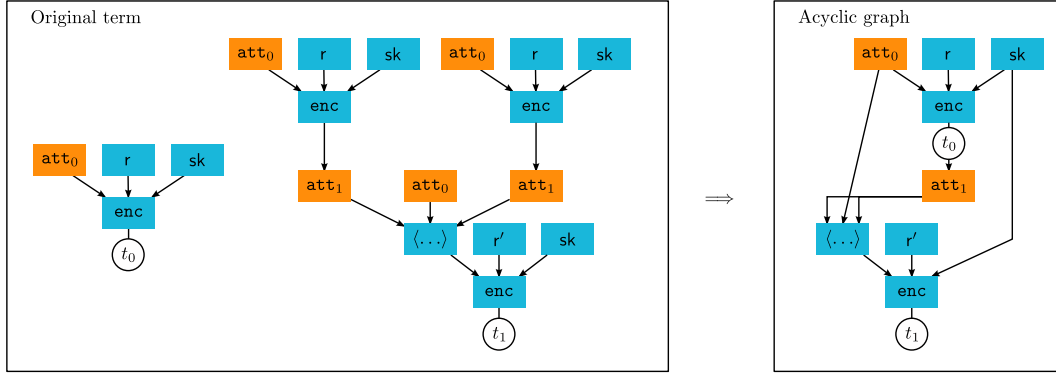 Original term
Acyclic graph
att₀ r sk att₀ r sk att₀ r sk
enc enc enc
t₀
att₀ r sk
att₁ att₀ att₁ att₁
enc ⟹
⟨...⟩ r′ sk ⟨...⟩ r′
t₀
enc enc
t₁ t₁